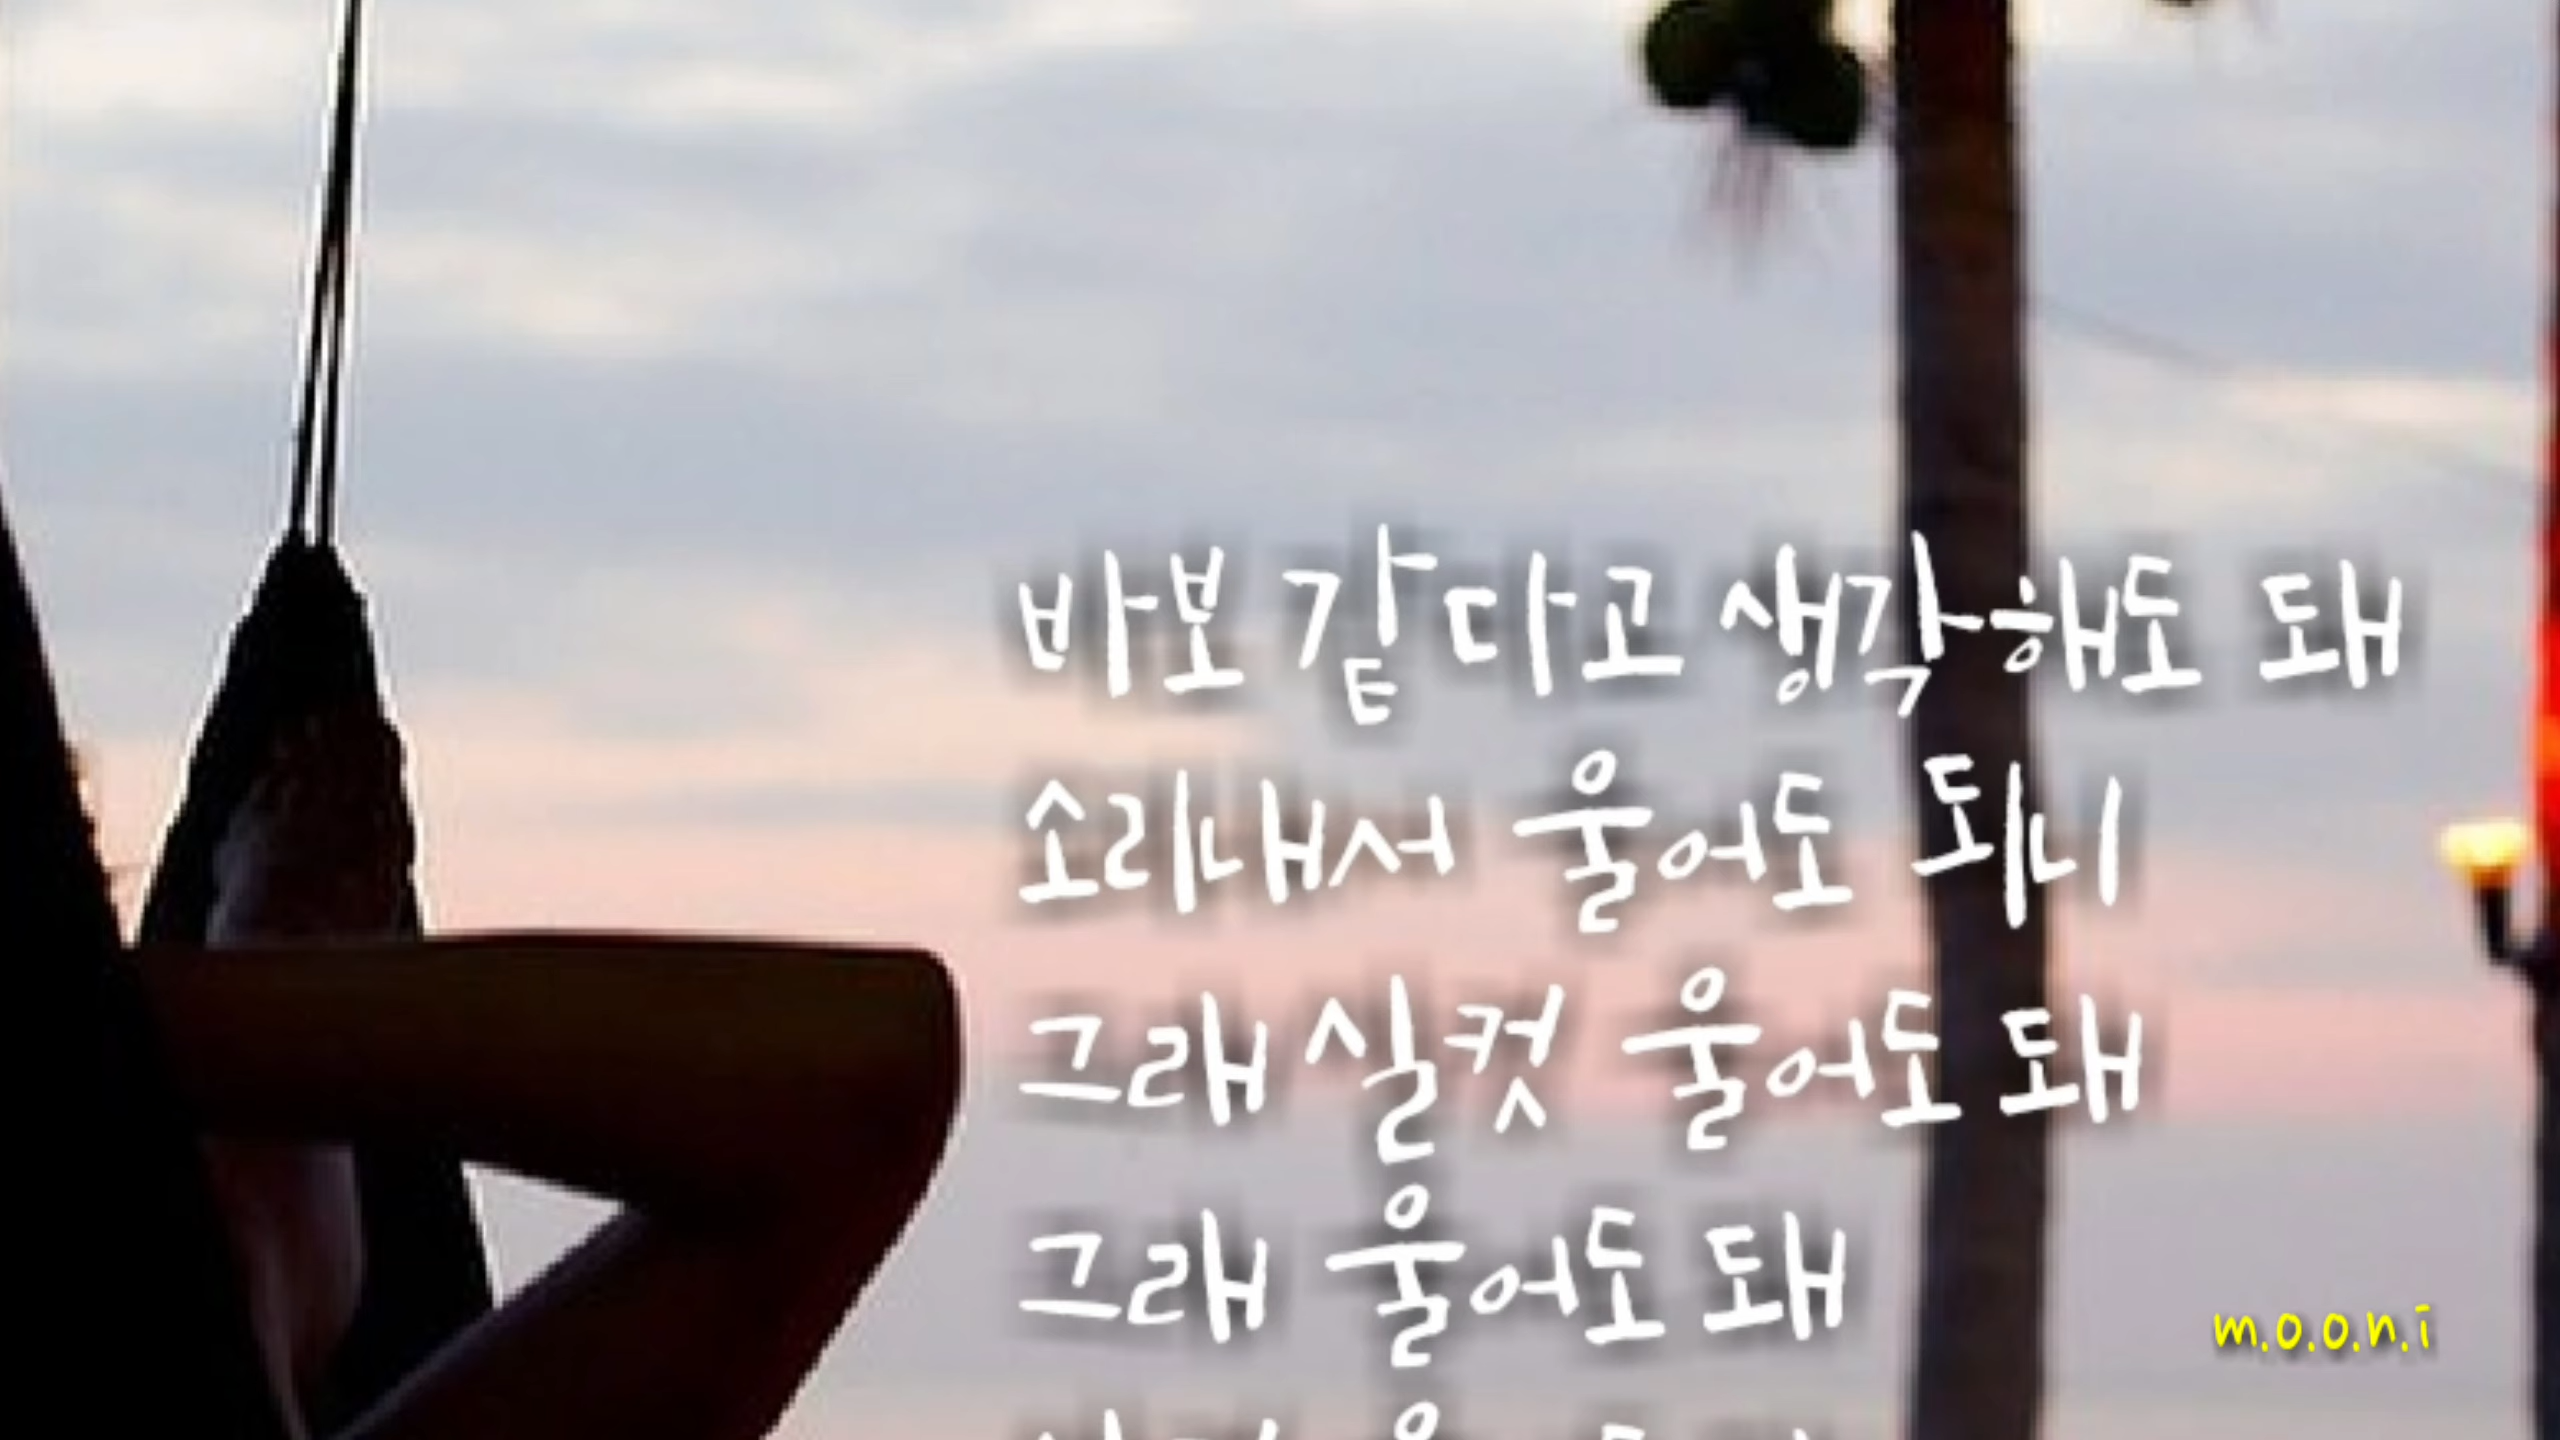 바보 같다고 생각해도 돼
소리내서 울어도 되니
그래 실컷 울어도 돼
그래 울어도 돼
m.o.o.n.i